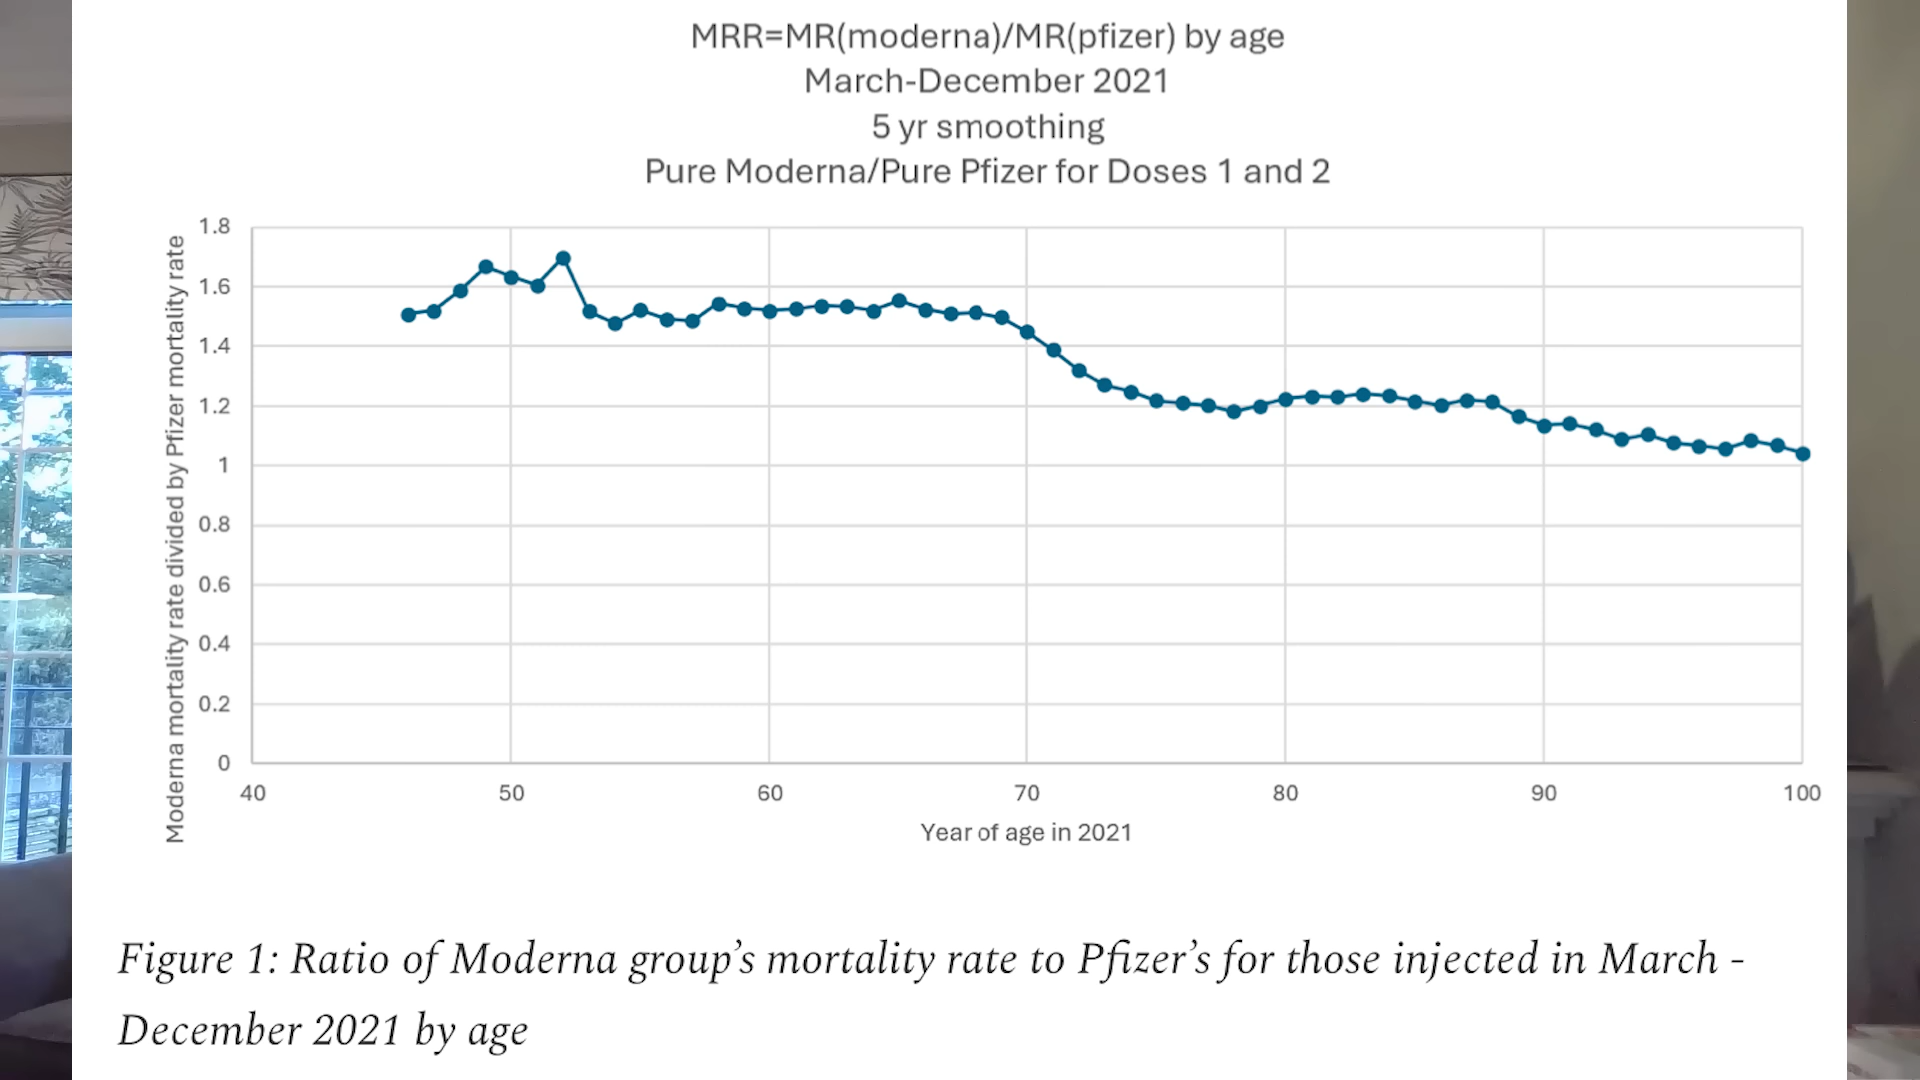 MRR=MR(moderna)/MR(pfizer) by age
March-December 2021
5 yr smoothing
Pure Moderna/Pure Pfizer for Doses 1 and 2
Moderna mortality rate divided by Pfizer mortality rate
1.8
1.6
1.4
1.2
1
0.8
0.6
0.4
0.2
0
40 50 60 70 80 90 100
Year of age in 2021
Figure 1: Ratio of Moderna group’s mortality rate to Pfizer’s for those injected in March -
December 2021 by age